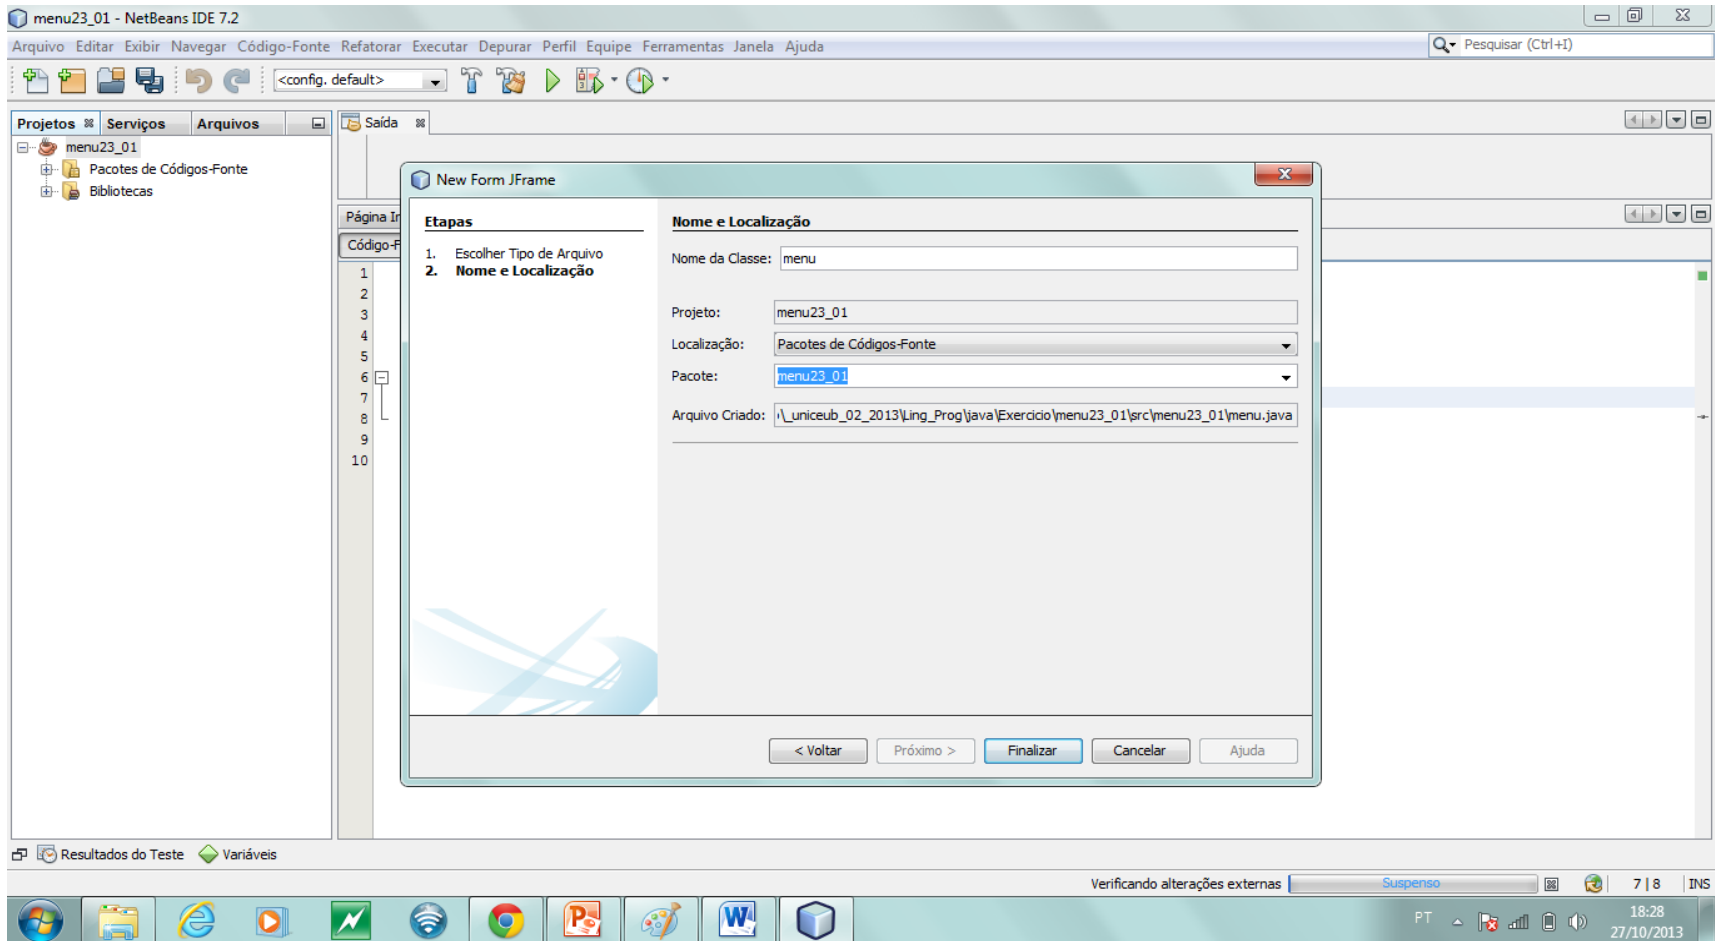 menu23_01 - NetBeans IDE 7.2
Arquivo Editar Exibir Navegar Código-Fonte Refatorar Executar Depurar Perfil Equipe Ferramentas Janela Ajuda
Pesquisar (Ctrl+I)
<config. default>
Projetos Serviços Arquivos
Saída
menu23_01
Pacotes de Códigos-Fonte
Bibliotecas
Página In
Código-F
1
2
3
4
5
6
7
8
9
10
New Form JFrame
Etapas
1. Escolher Tipo de Arquivo
2. Nome e Localização
Nome e Localização
Nome da Classe: menu
Projeto: menu23_01
Localização: Pacotes de Códigos-Fonte
Pacote: menu23_01
Arquivo Criado: \_uniceub_02_2013\Ling_Prog\java\Exercicio\menu23_01\src\menu23_01\menu.java
< Voltar Próximo > Finalizar Cancelar Ajuda
Resultados do Teste Variáveis
Verificando alterações externas Suspenso 7|8 INS
PT 18:28
27/10/2013